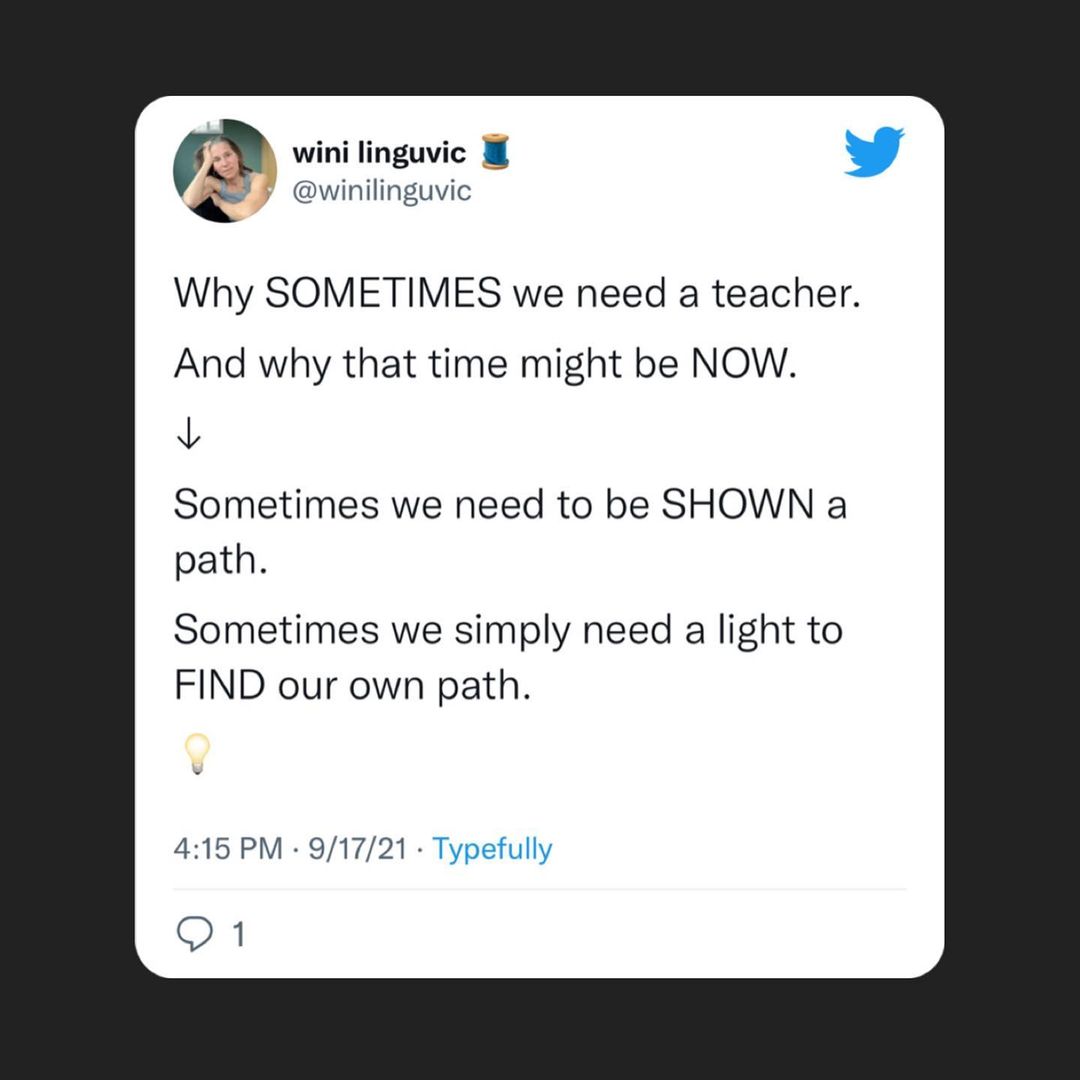 wini linguvic 🧵
@winilinguvic
Why SOMETIMES we need a teacher.
And why that time might be NOW.
↓
Sometimes we need to be SHOWN a
path.
Sometimes we simply need a light to
FIND our own path.
💡
4:15 PM · 9/17/21 · Typefully
1